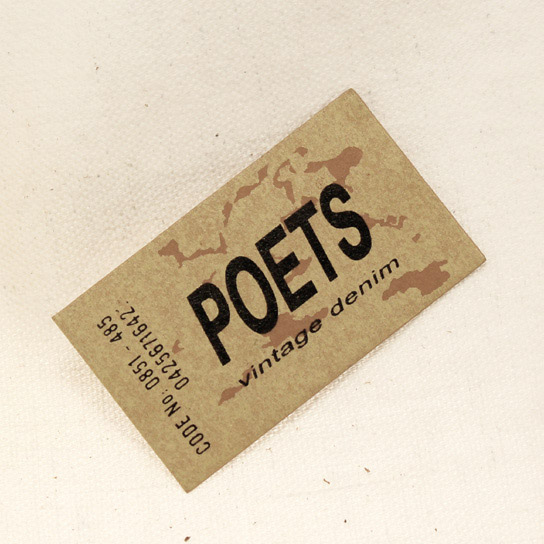 POETS
vintage denim
CODE No: 0851 - 485
0425671642.